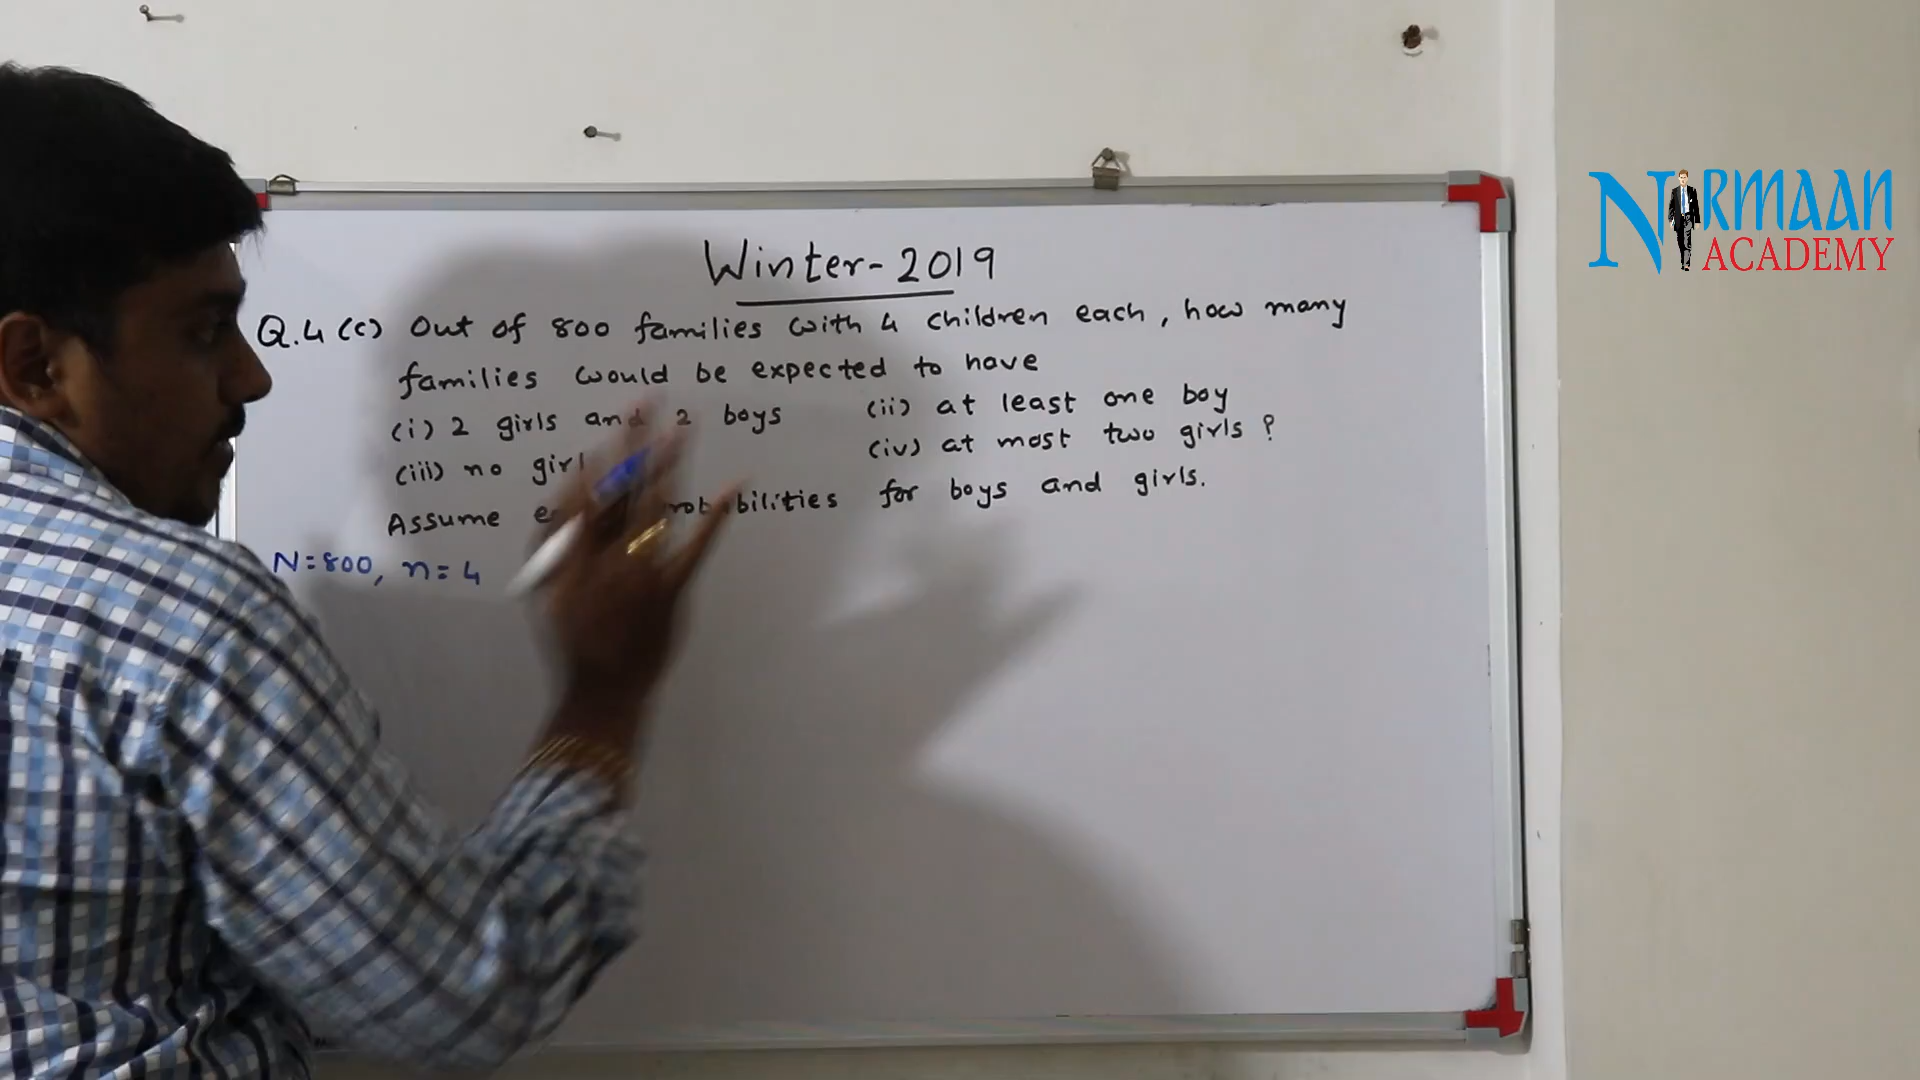 Winter-2019
Q.4 (c) Out of 800 families with 4 children each, how many
families would be expected to have
(i) 2 girls and 2 boys (ii) at least one boy
(iii) no girl (iv) at most two girls ?
Assume probabilities for boys and girls.
N=800, n=4
NIRMAAN
ACADEMY